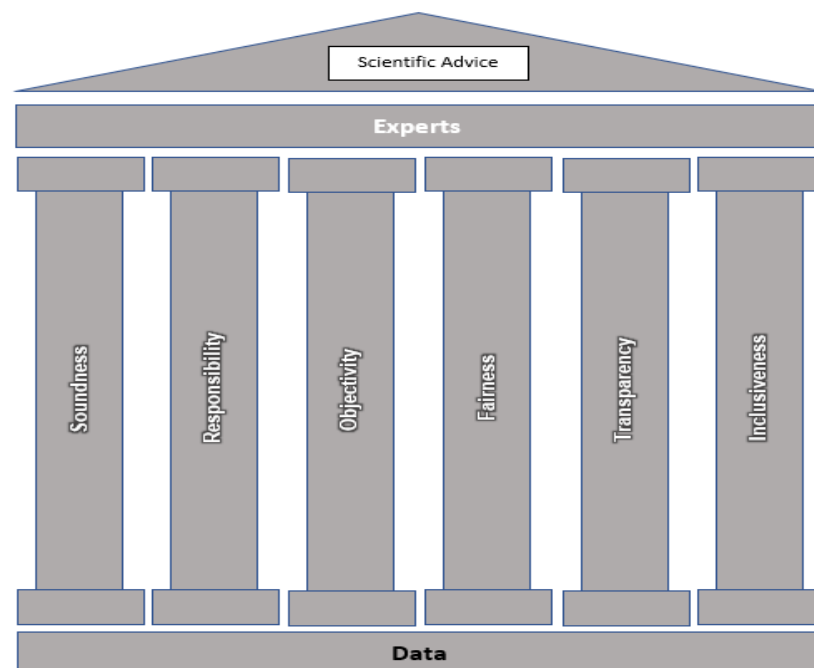 Scientific Advice
Experts
Soundness
Responsibility
Objectivity
Fairness
Transparency
Inclusiveness
Data